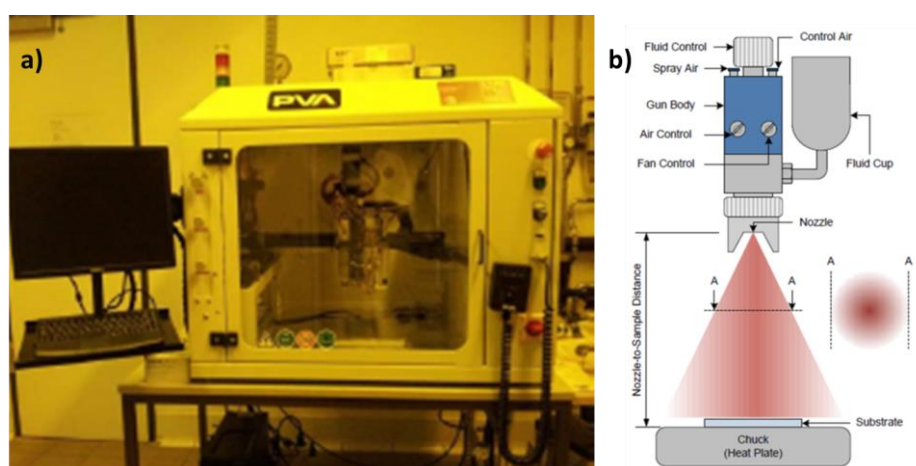 a)
PVA
b)
Fluid Control
Control Air
Spray Air
Gun Body
Air Control
Fan Control
Fluid Cup
Nozzle
Nozzle-to-Sample Distance
A
A
A
A
Substrate
Chuck
(Heat Plate)